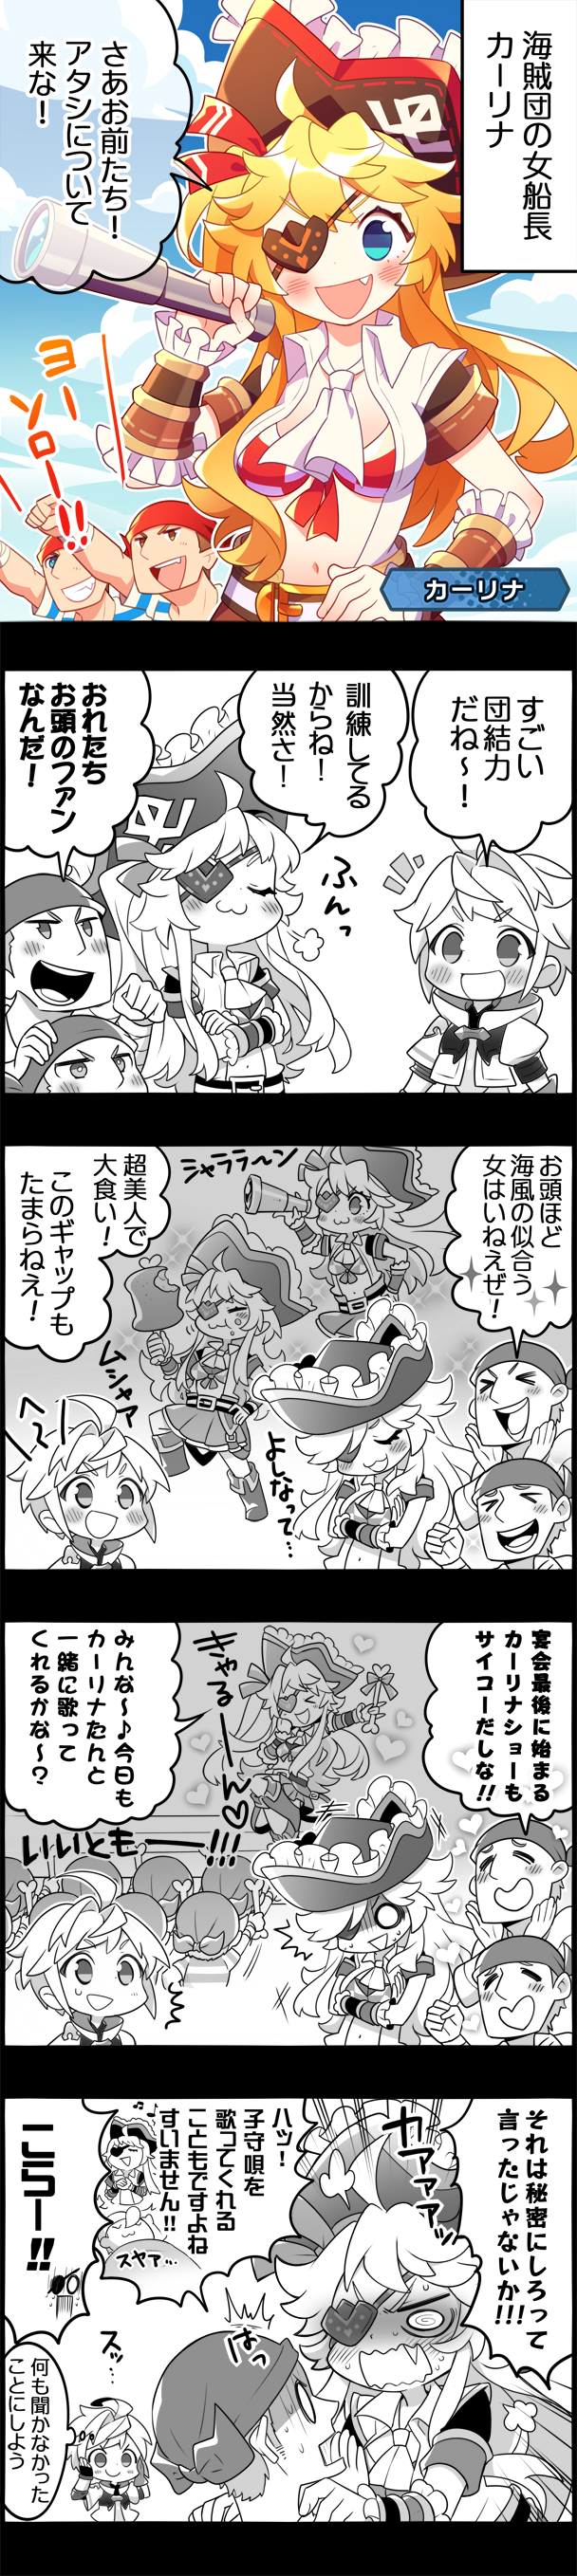 海賊団の女船長
カーリナ
さあお前たち！
アタシについて
来な！
ヨー
ソロー!!
カーリナ
すごい
団結力
だね～！
訓練してる
からね！
当然さ！
ふんっ
おれたち
お頭のファン
なんだ！
お頭ほど
海風の似合う
女はいねえぜ！
シャララ～ン
超美人で
大食い！
このギャップも
たまらねえ！
ムシャア
よしなって…
へ～！
宴会最後に始まる
カーリナショーも
サイコーだしな!!
きゃるーーん♡
みんな～♪今日も
カーリナたんと
一緒に歌って
くれるかな～？
いいともーー!!!
それは秘密にしろって
言ったじゃないか!!!
カァァァッ
ハッ！
子守唄を
歌ってくれる
こともですよね
すいません!!
スヤァ…
こらー!!
はっ
スッ…
何も聞かなかった
ことにしよう